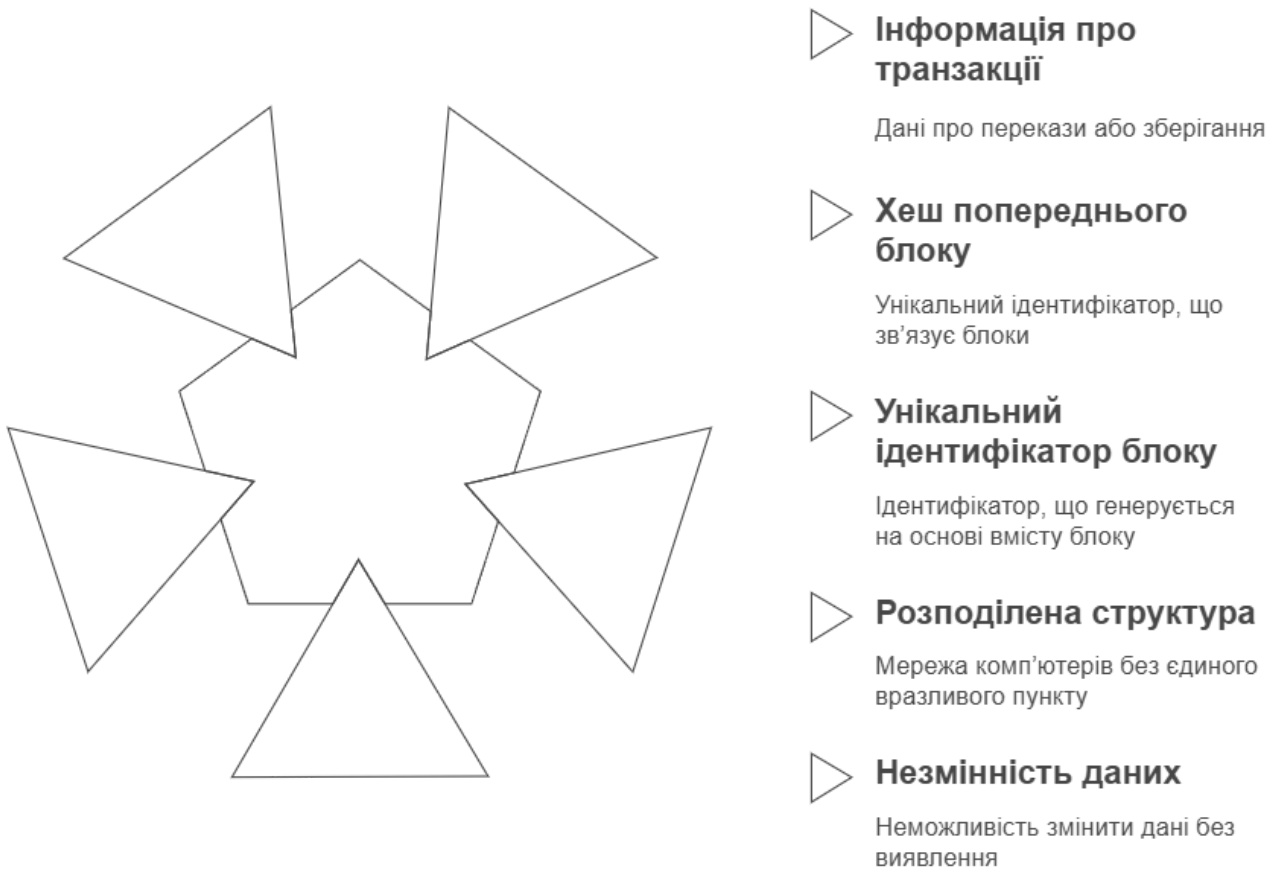 Інформація про
транзакції
Дані про перекази або зберігання
Хеш попереднього
блоку
Унікальний ідентифікатор, що
зв’язує блоки
Унікальний
ідентифікатор блоку
Ідентифікатор, що генерується
на основі вмісту блоку
Розподілена структура
Мережа комп’ютерів без єдиного
вразливого пункту
Незмінність даних
Неможливість змінити дані без
виявлення